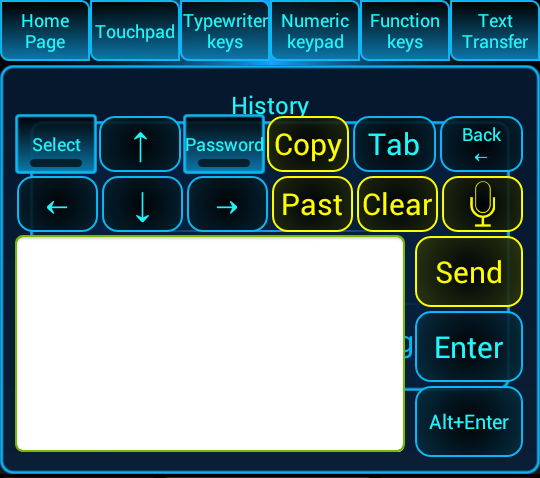 Home
Page
Touchpad
Typewriter
keys
Numeric
keypad
Function
keys
Text
Transfer
History
Select
↑
Password
Copy
Tab
Back
←
←
↓
→
Past
Clear
Send
Enter
Alt+Enter